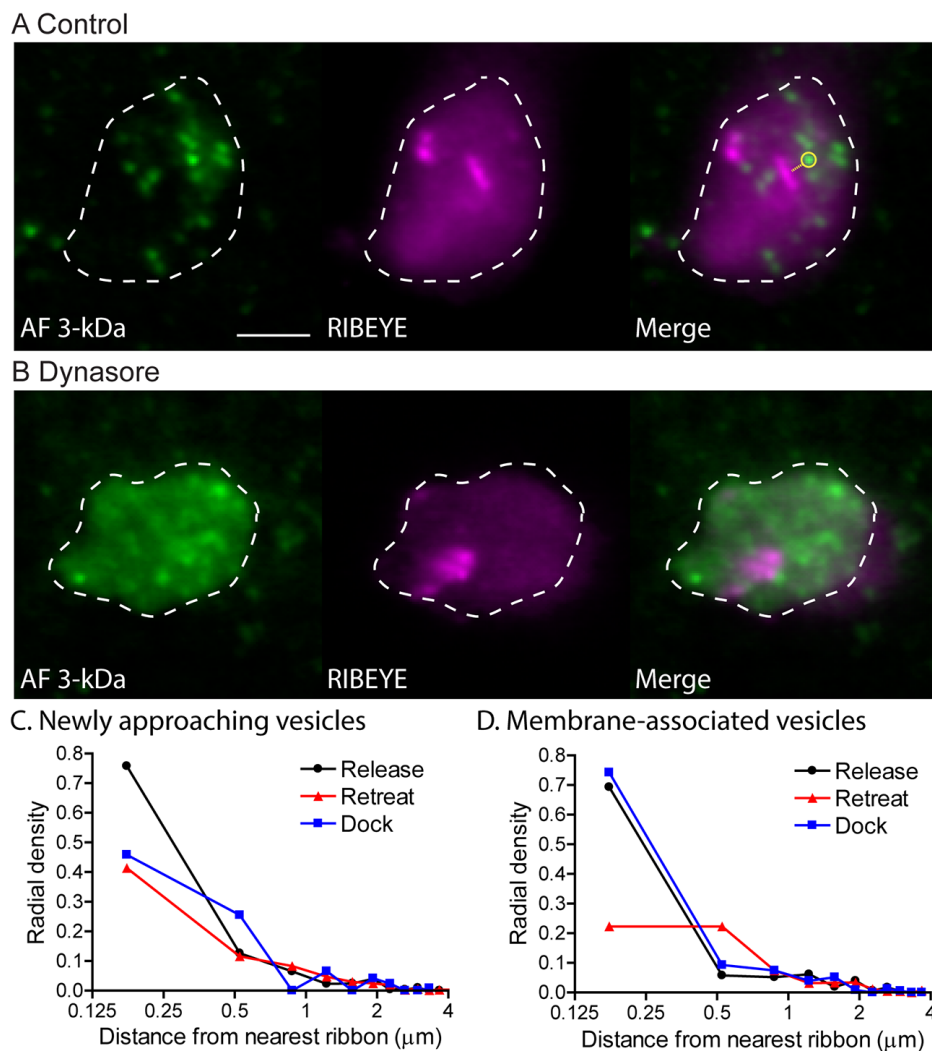 A Control
AF 3-kDa
RIBEYE
Merge
B Dynasore
AF 3-kDa
RIBEYE
Merge
C. Newly approaching vesicles
0.8
0.7
0.6
0.5
0.4
0.3
0.2
0.1
0.0
Radial density
Release
Retreat
Dock
0.125 0.25 0.5 1 2 4
Distance from nearest ribbon (μm)
D. Membrane-associated vesicles
0.8
0.7
0.6
0.5
0.4
0.3
0.2
0.1
0.0
Radial density
Release
Retreat
Dock
0.125 0.25 0.5 1 2 4
Distance from nearest ribbon (μm)